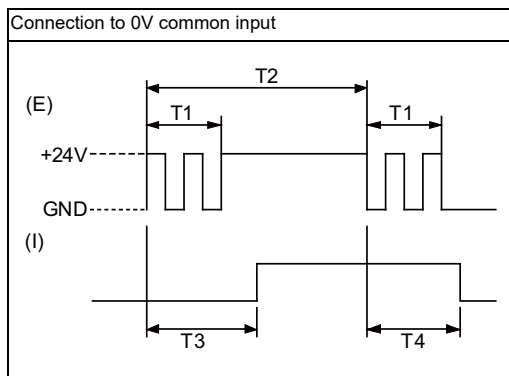 Connection to 0V common input
T2
(E)
T1
T1
+24V
GND
(I)
T3
T4